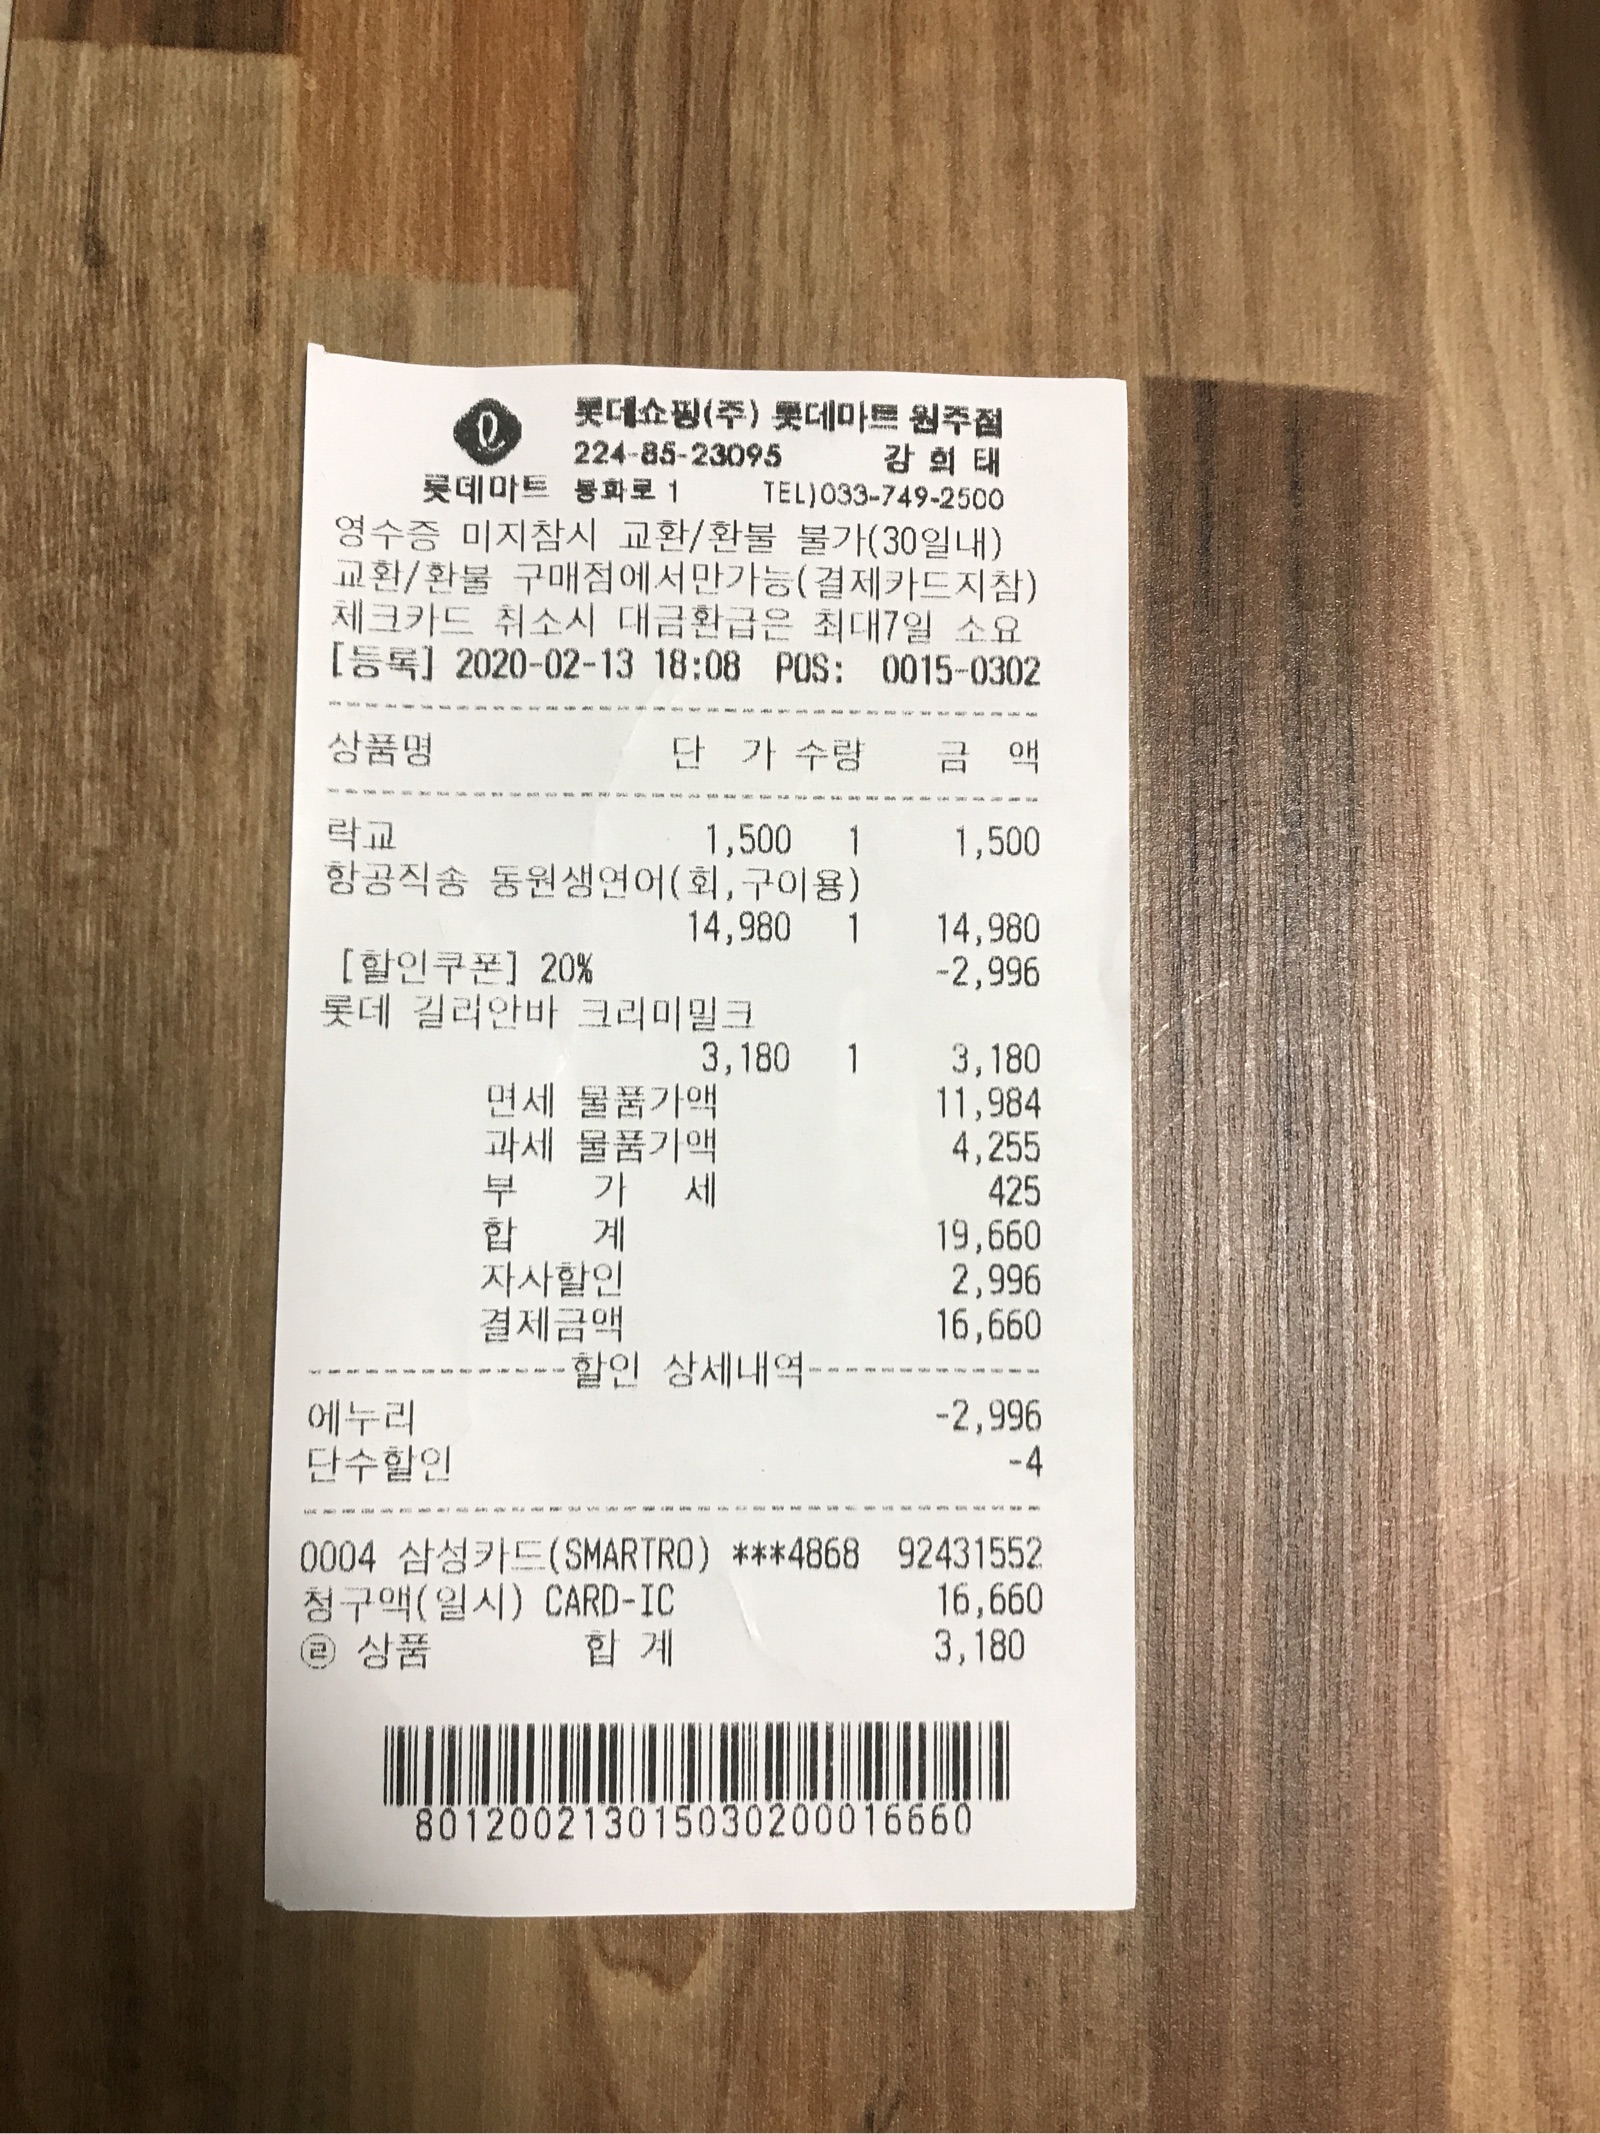 롯데쇼핑(주) 롯데마트 원주점
224-85-23095 강 희 태
롯데마트 봉화로 1 TEL)033-749-2500
영수증 미지참시 교환/환불 불가(30일내)
교환/환불 구매점에서만가능(결제카드지참)
체크카드 취소시 대금환급은 최대7일 소요
[등록] 2020-02-13 18:08 POS: 0015-0302
상품명 단 가 수량 금 액
락교 1,500 1 1,500
항공직송 동원생연어(회,구이용)
14,980 1 14,980
[할인쿠폰] 20% -2,996
롯데 길리안바 크리미밀크
3,180 1 3,180
면세 물품가액 11,984
과세 물품가액 4,255
부 가 세 425
합 계 19,660
자사할인 2,996
결제금액 16,660
할인 상세내역
에누리 -2,996
단수할인 -4
0004 삼성카드(SMARTRO) ***4868 92431552
청구액(일시) CARD-IC 16,660
㉣ 상품 합 계 3,180
801200213015030200016660